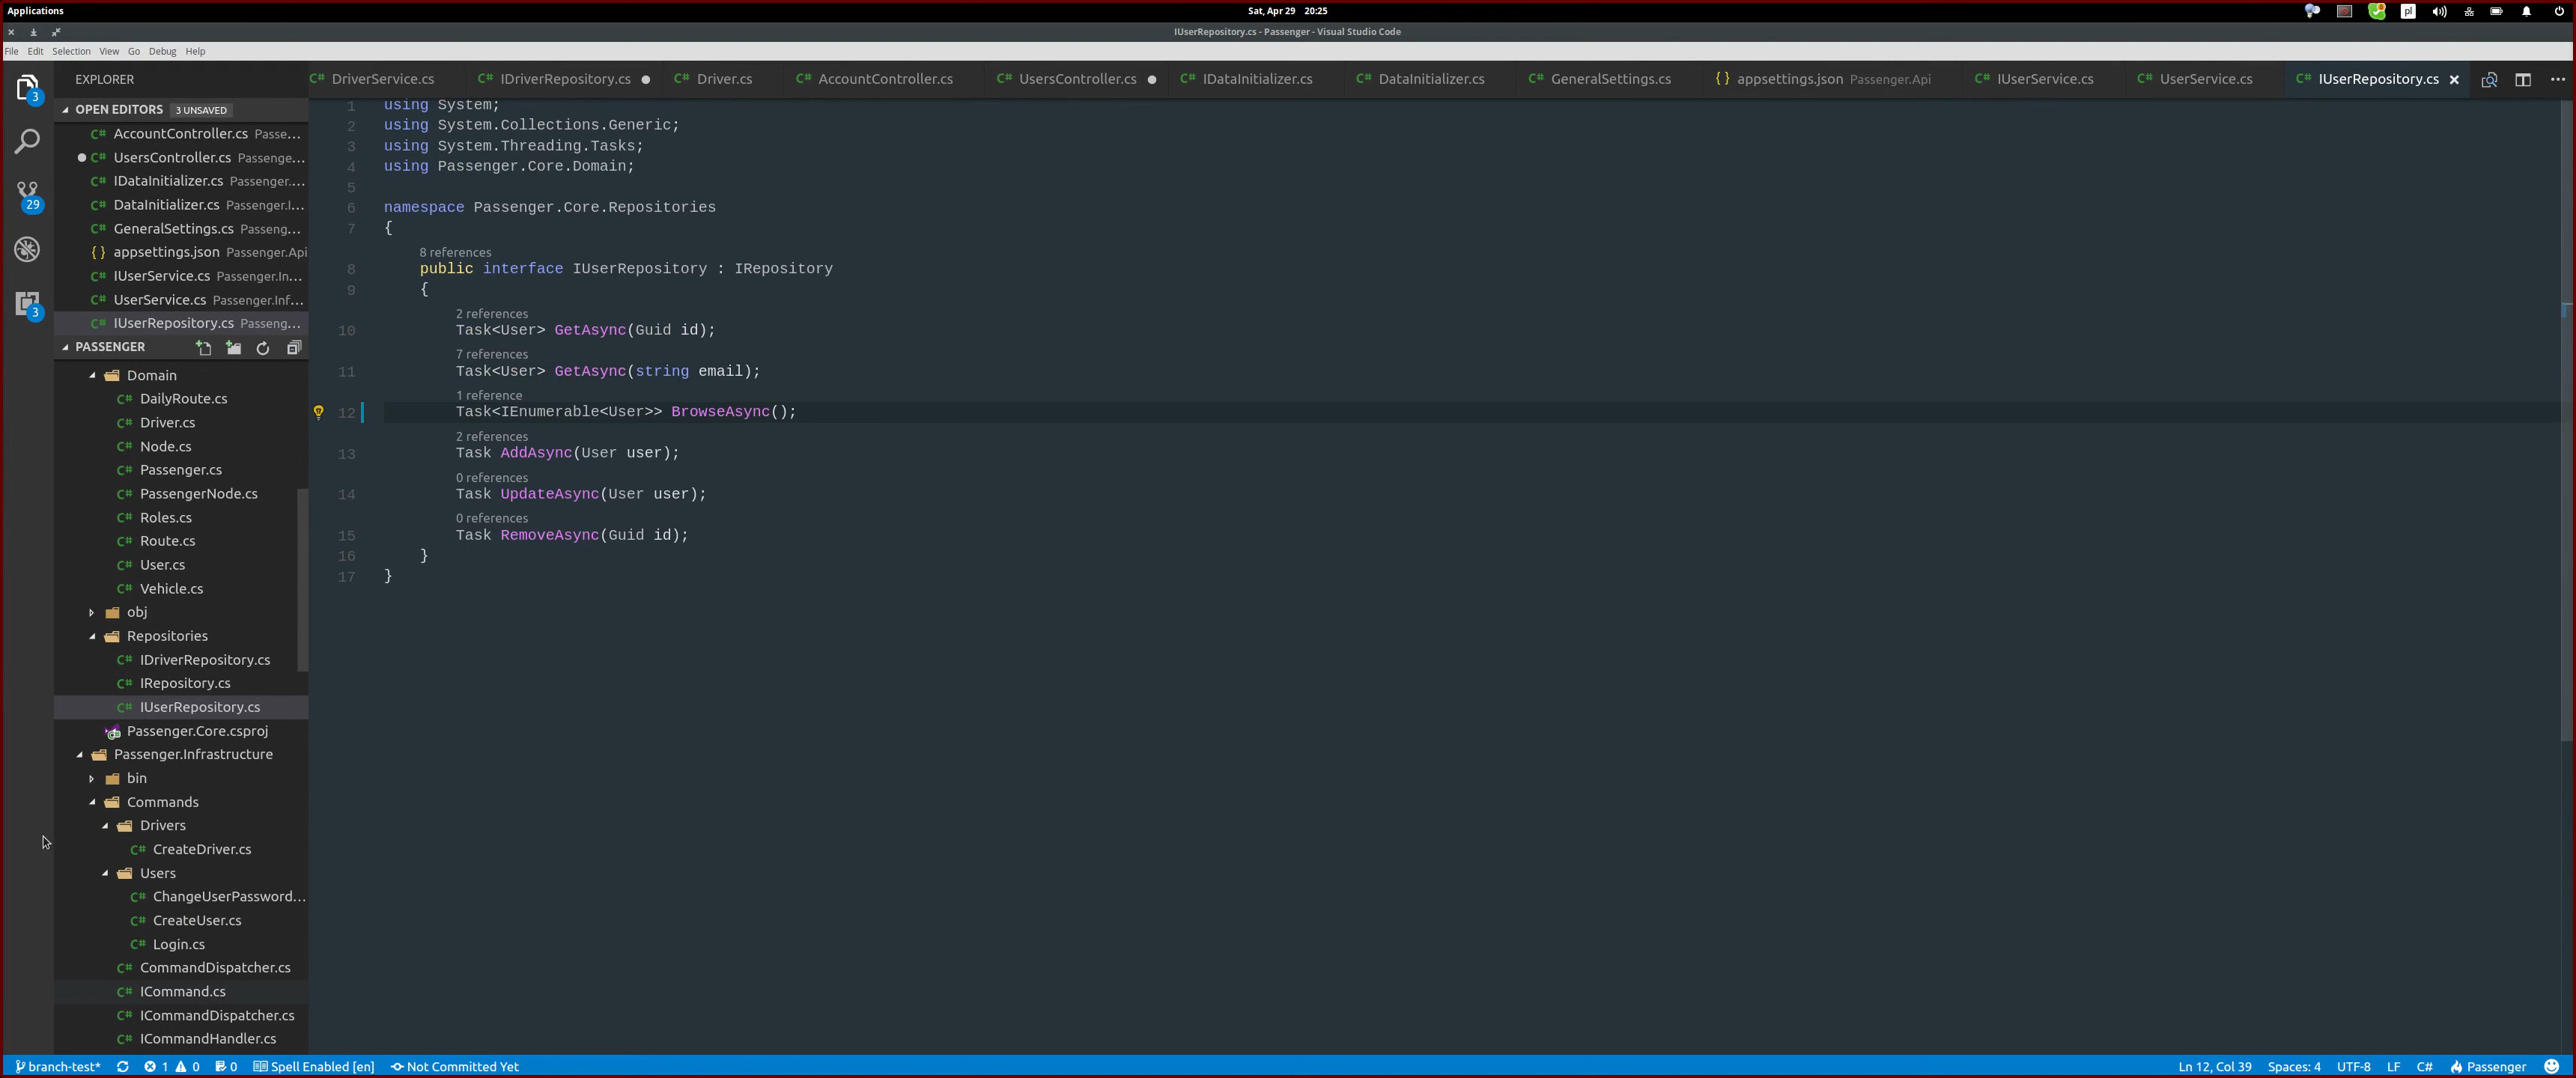 Applications
Sat, Apr 29 20:25
pl
IUserRepository.cs - Passenger - Visual Studio Code
File Edit Selection View Go Debug Help
EXPLORER
DriverService.cs IDriverRepository.cs Driver.cs AccountController.cs UsersController.cs IDataInitializer.cs DataInitializer.cs GeneralSettings.cs appsettings.json Passenger.Api IUserService.cs UserService.cs IUserRepository.cs
3
29
3
OPEN EDITORS 3 UNSAVED
AccountController.cs Passe...
UsersController.cs Passenge...
IDataInitializer.cs Passenger....
DataInitializer.cs Passenger.I...
GeneralSettings.cs Passeng...
appsettings.json Passenger.Api
IUserService.cs Passenger.In...
UserService.cs Passenger.Inf...
IUserRepository.cs Passeng...
PASSENGER
Domain
DailyRoute.cs
Driver.cs
Node.cs
Passenger.cs
PassengerNode.cs
Roles.cs
Route.cs
User.cs
Vehicle.cs
obj
Repositories
IDriverRepository.cs
IRepository.cs
IUserRepository.cs
Passenger.Core.csproj
Passenger.Infrastructure
bin
Commands
Drivers
CreateDriver.cs
Users
ChangeUserPassword...
CreateUser.cs
Login.cs
CommandDispatcher.cs
ICommand.cs
ICommandDispatcher.cs
ICommandHandler.cs
1 using System;
2 using System.Collections.Generic;
3 using System.Threading.Tasks;
4 using Passenger.Core.Domain;
5
6 namespace Passenger.Core.Repositories
7 {
8 references
8 public interface IUserRepository : IRepository
9 {
2 references
10 Task<User> GetAsync(Guid id);
7 references
11 Task<User> GetAsync(string email);
1 reference
12 Task<IEnumerable<User>> BrowseAsync();
2 references
13 Task AddAsync(User user);
0 references
14 Task UpdateAsync(User user);
0 references
15 Task RemoveAsync(Guid id);
16 }
17 }
branch-test* 1 0 0 Spell Enabled [en] Not Committed Yet Ln 12, Col 39 Spaces: 4 UTF-8 LF C# Passenger